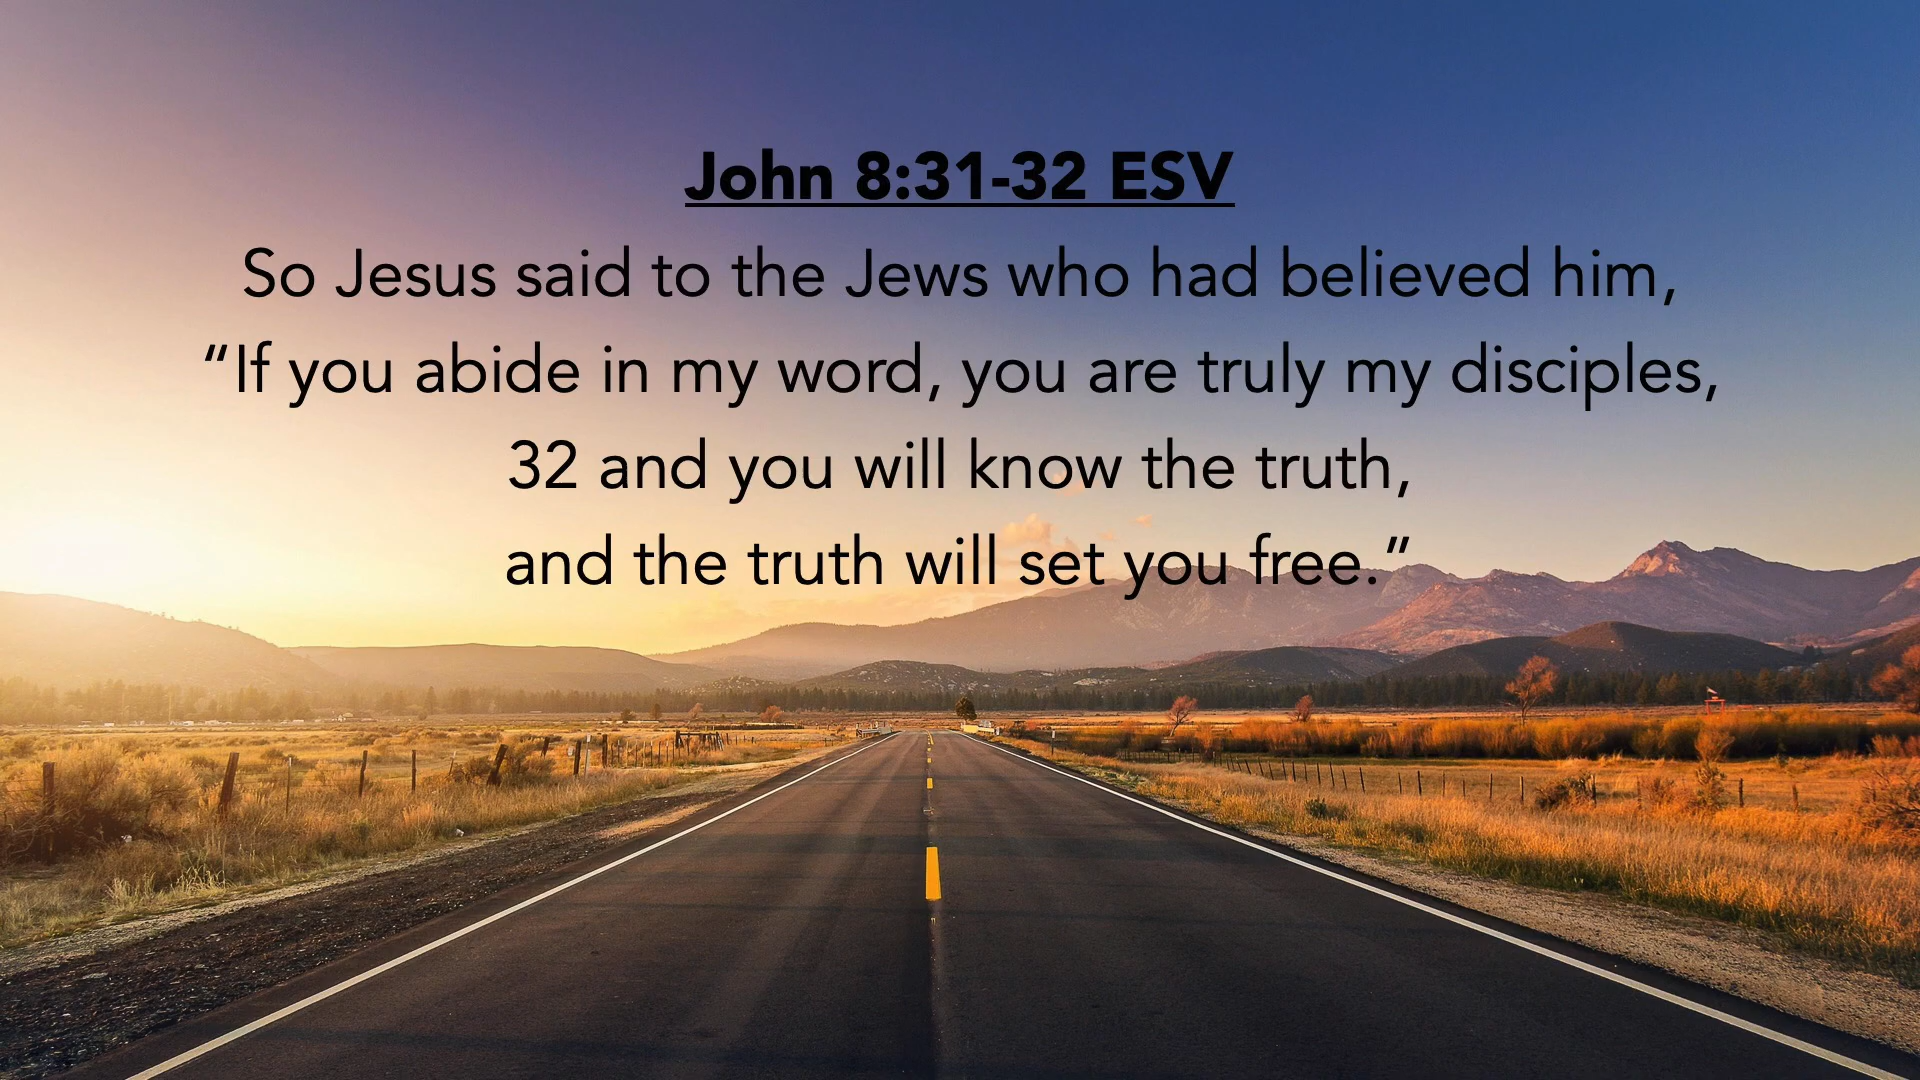 John 8:31-32 ESV
So Jesus said to the Jews who had believed him,
“If you abide in my word, you are truly my disciples,
32 and you will know the truth,
and the truth will set you free.”